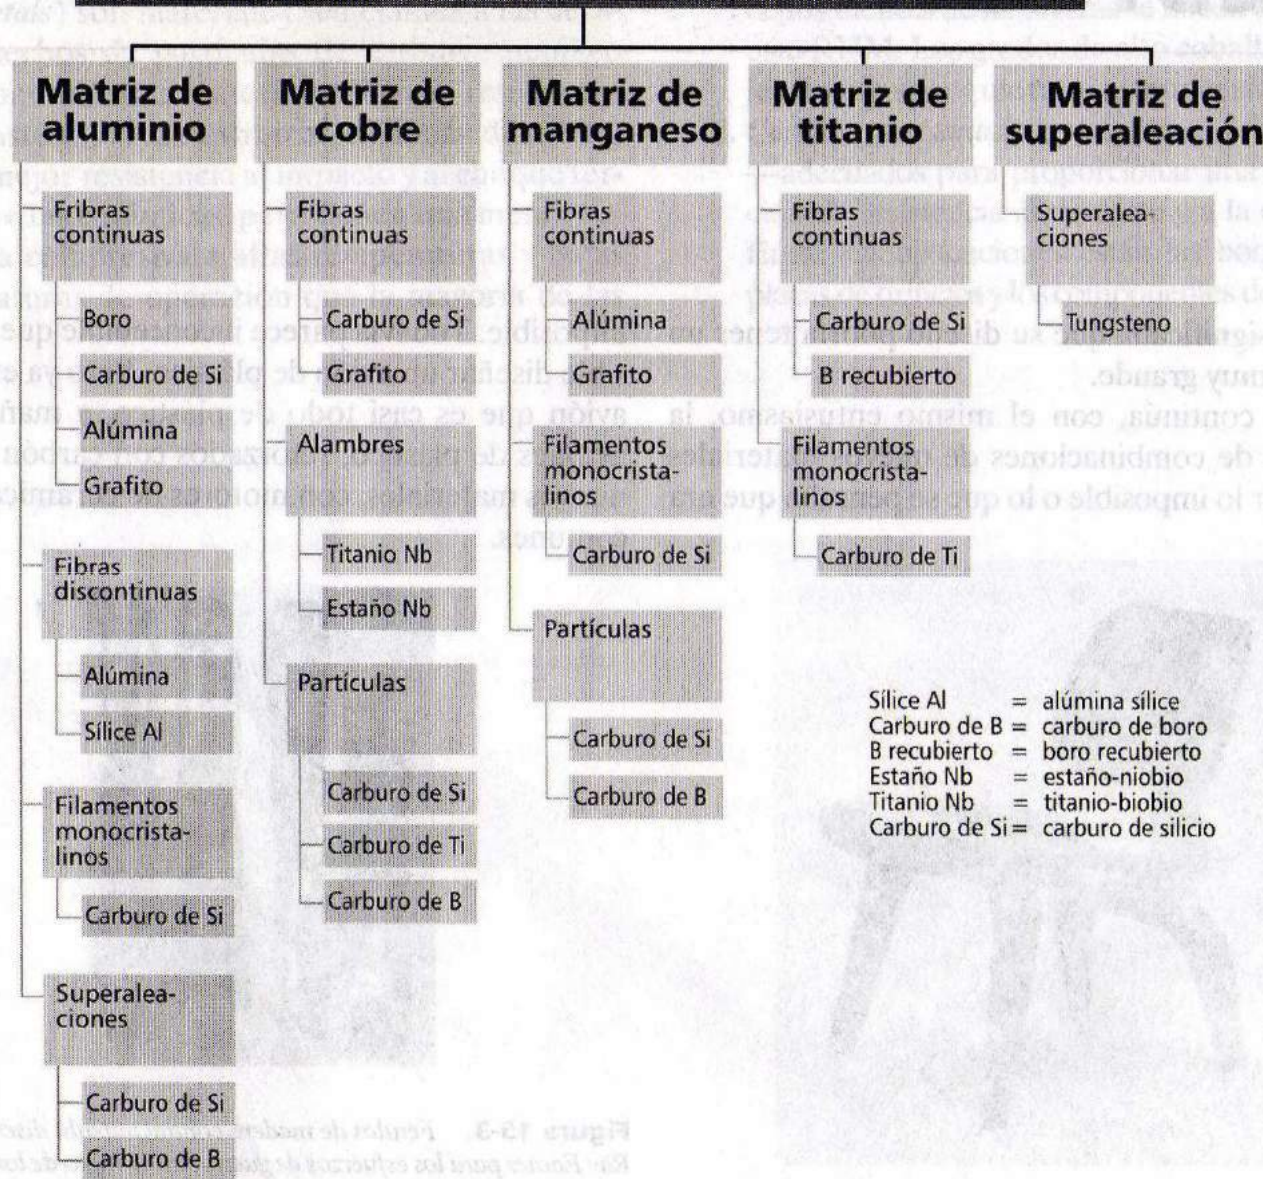 Matriz de
aluminio
Fribras
continuas
Boro
Carburo de Si
Alúmina
Grafito
Fibras
discontinuas
Alúmina
Sílice Al
Filamentos
monocrista-
linos
Carburo de Si
Superalea-
ciones
Carburo de Si
Carburo de B
Matriz de
cobre
Fibras
continuas
Carburo de Si
Grafito
Alambres
Titanio Nb
Estaño Nb
Partículas
Carburo de Si
Carburo de Ti
Carburo de B
Matriz de
manganeso
Fibras
continuas
Alúmina
Grafito
Filamentos
monocrista-
linos
Carburo de Si
Partículas
Carburo de Si
Carburo de B
Matriz de
titanio
Fibras
continuas
Carburo de Si
B recubierto
Filamentos
monocrista-
linos
Carburo de Ti
Matriz de
superaleación
Superalea-
ciones
Tungsteno
Sílice Al = alúmina sílice
Carburo de B = carburo de boro
B recubierto = boro recubierto
Estaño Nb = estaño-niobio
Titanio Nb = titanio-biobio
Carburo de Si = carburo de silicio